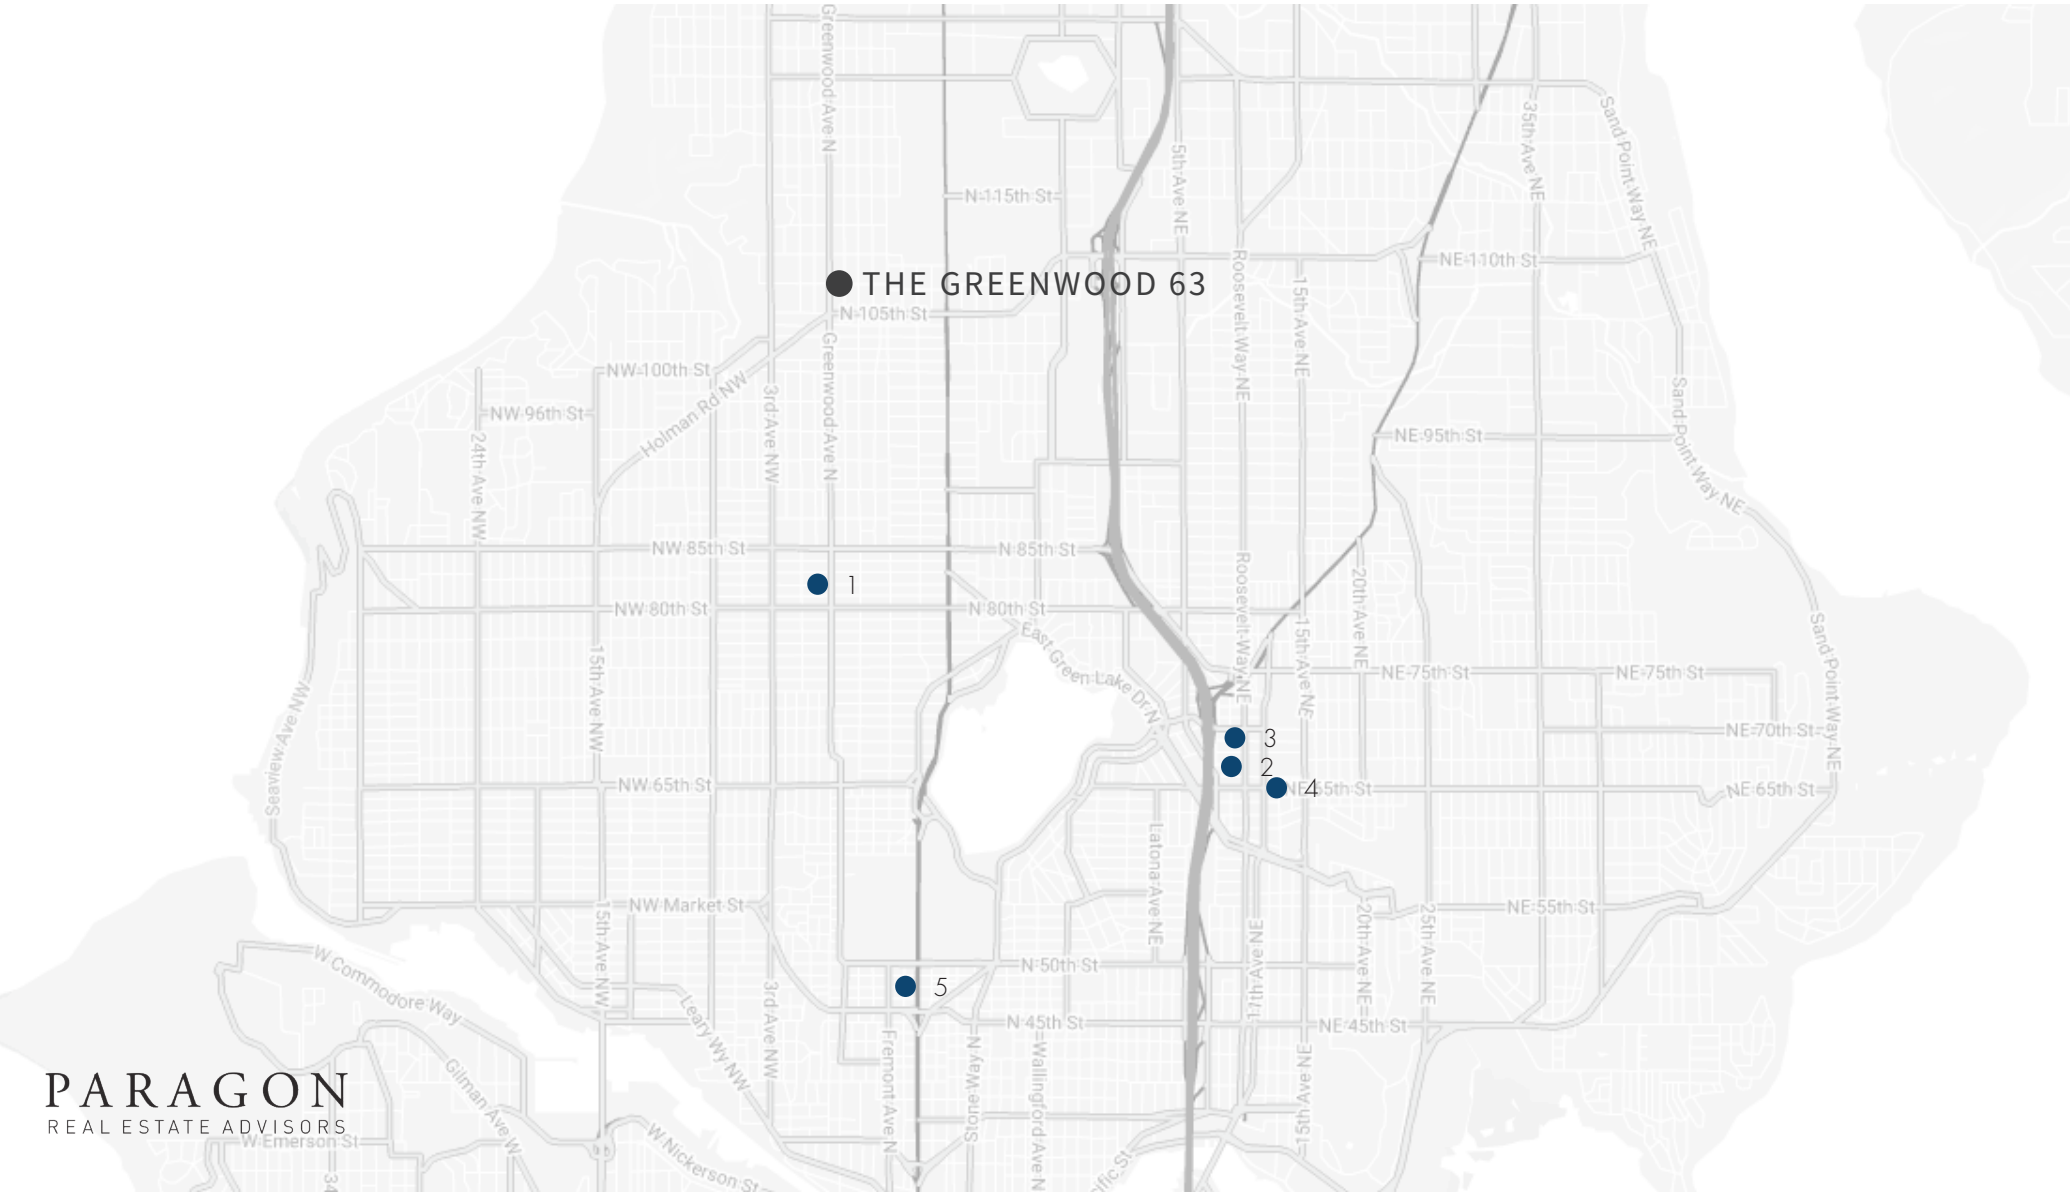 Greenwood Ave N
35th Ave NE
Sand Point Way NE
5th Ave NE
N 115th St
Roosevelt Way NE
NE 110th St
15th Ave NE
THE GREENWOOD 63
N 105th St
Greenwood Ave N
NW 100th St
Holman Rd NW
3rd Ave NW
NW 96th St
24th Ave NW
Sand Point Way NE
NE 95th St
NW 85th St
N 85th St
Roosevelt Way NE
20th Ave NE
1
NW 80th St
N 80th St
East Green Lake Dr N
15th Ave NE
15th Ave NW
Sand Point Way NE
NE 75th St
NE 75th St
Seaview Ave NW
NE 70th St
3
2
NW 65th St
4
NE 65th St
NE 65th St
Latona Ave NE
NW Market St
15th Ave NW
NE 55th St
20th Ave NE
25th Ave NE
17th Ave NE
W Commodore Way
N 50th St
3rd Ave NW
5
Leary Wy NW
N 45th St
NE 45th St
Fremont Ave N
Stone Way N
Wallingford Ave N
15th Ave NE
Gilman Ave W
PARAGON
REAL ESTATE ADVISORS
W Emerson St
W Nickerson St
34
ific St